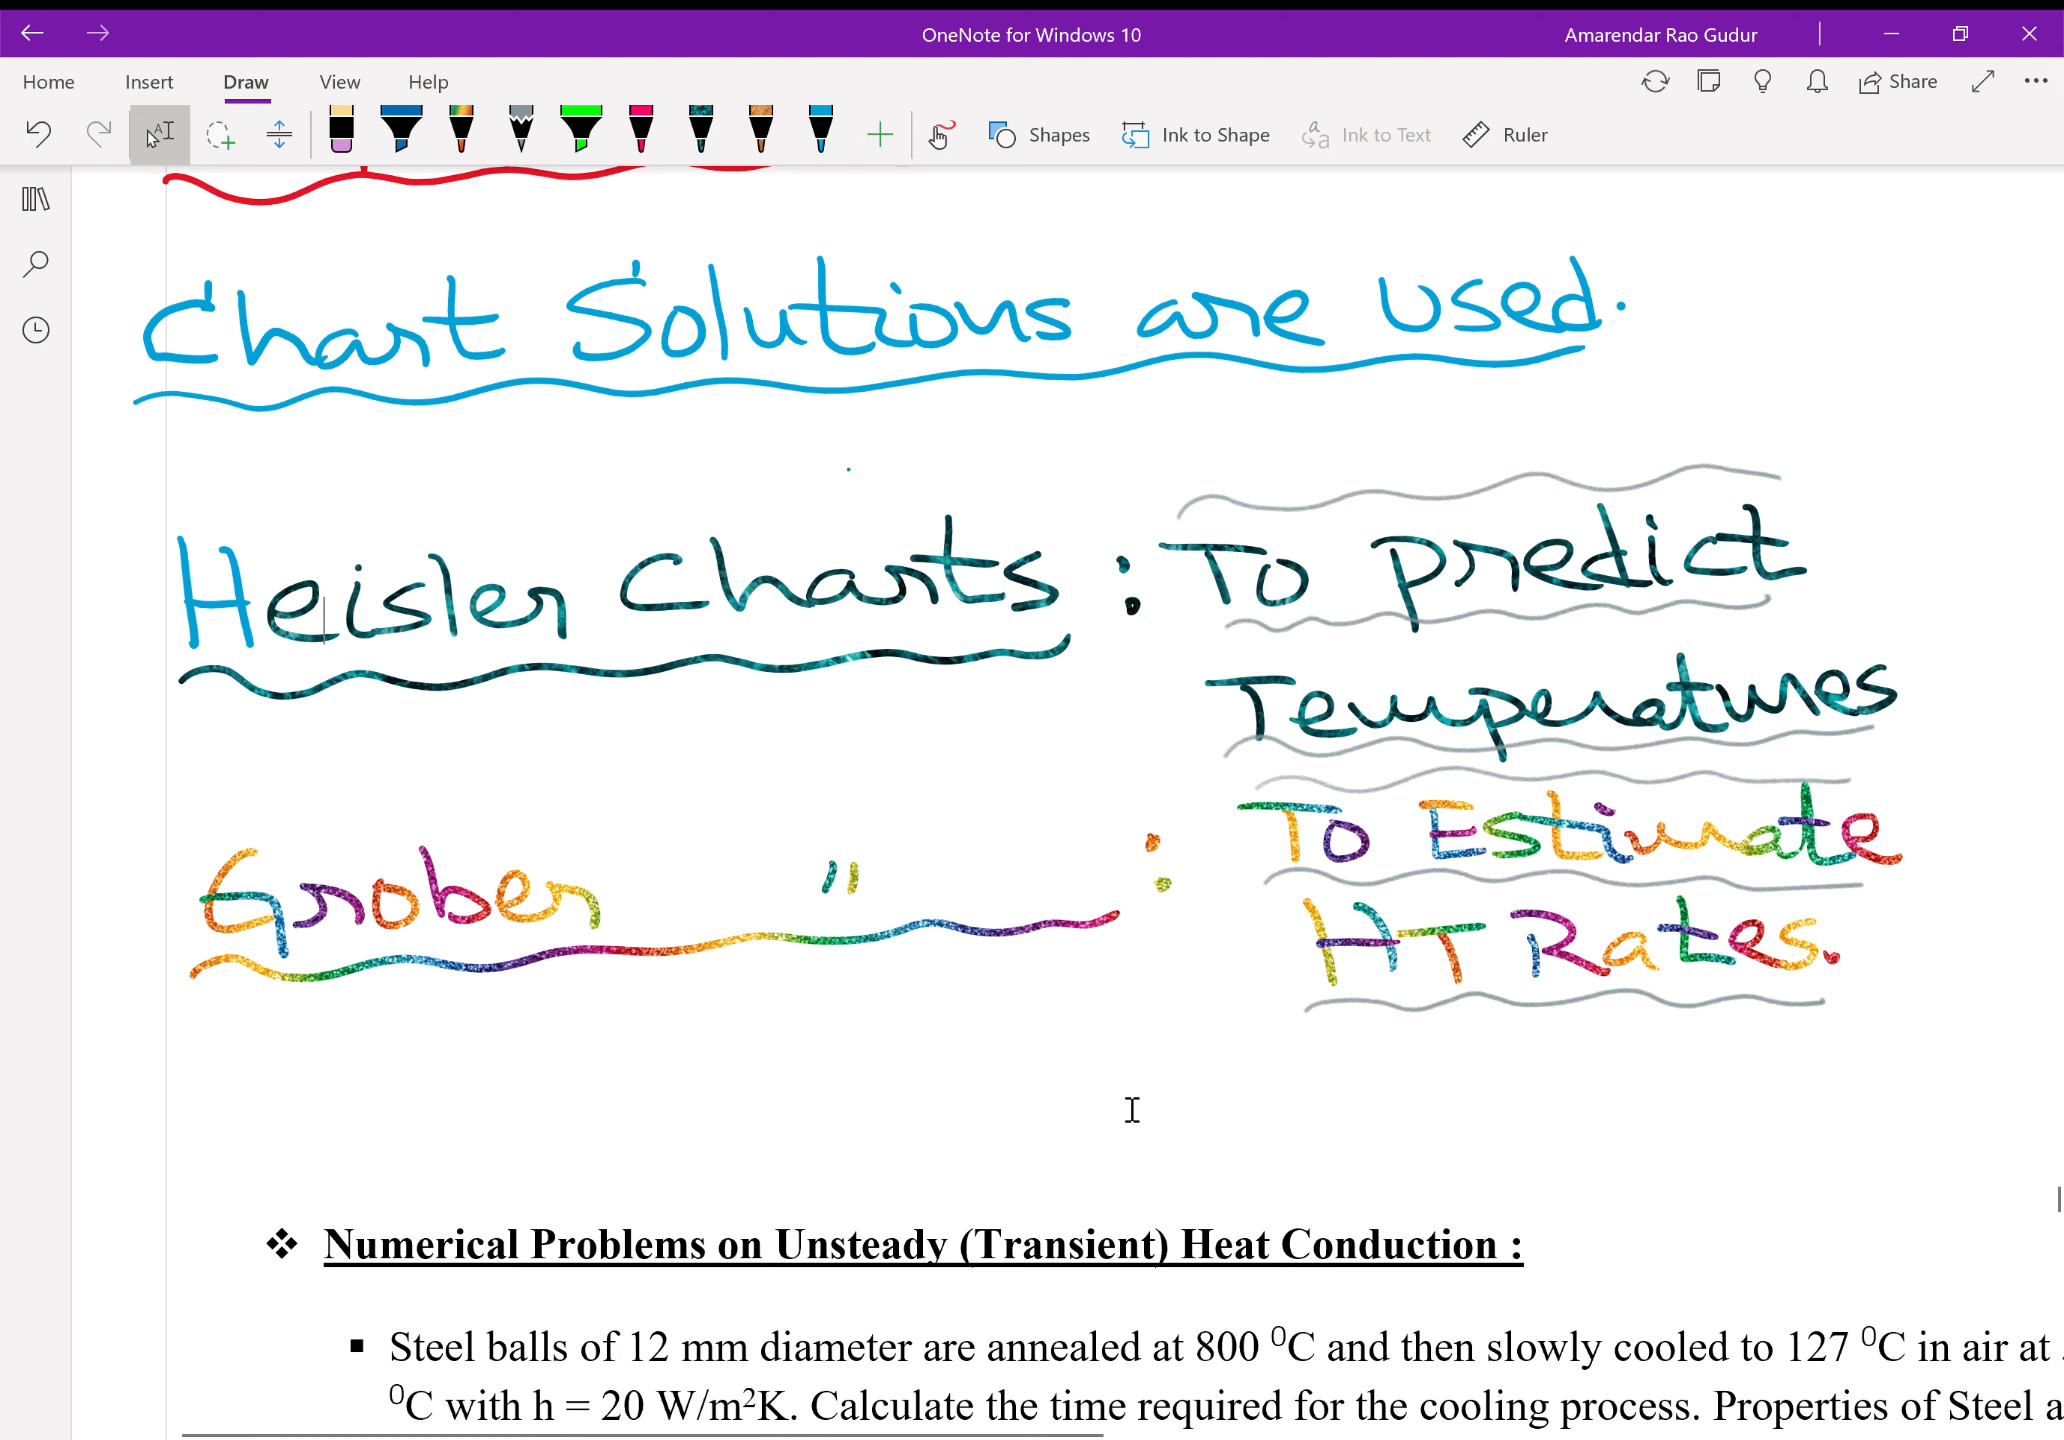 OneNote for Windows 10
Amarendar Rao Gudur
Home Insert Draw View Help
Share
Shapes Ink to Shape Ink to Text Ruler
Chart Solutions are Used.
Heisler Charts : To predict
Temperatures
Grober " : To Estimate
HT Rates.
❖ Numerical Problems on Unsteady (Transient) Heat Conduction :
▪ Steel balls of 12 mm diameter are annealed at 800 ⁰C and then slowly cooled to 127 ⁰C in air at
⁰C with h = 20 W/m²K. Calculate the time required for the cooling process. Properties of Steel a